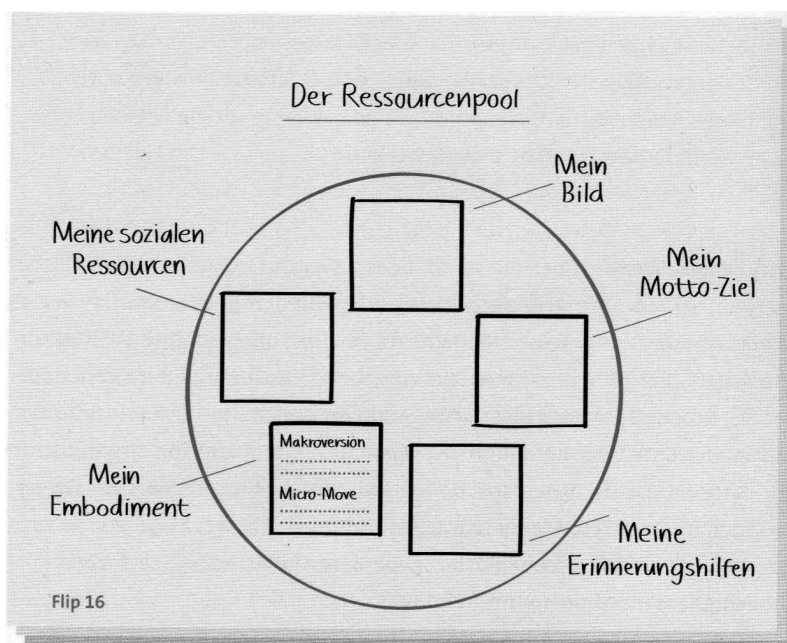 Der Ressourcenpool
Mein
Bild
Meine sozialen
Ressourcen
Mein
Motto-Ziel
Makroversion
Micro-Move
Mein
Embodiment
Meine
Erinnerungshilfen
Flip 16